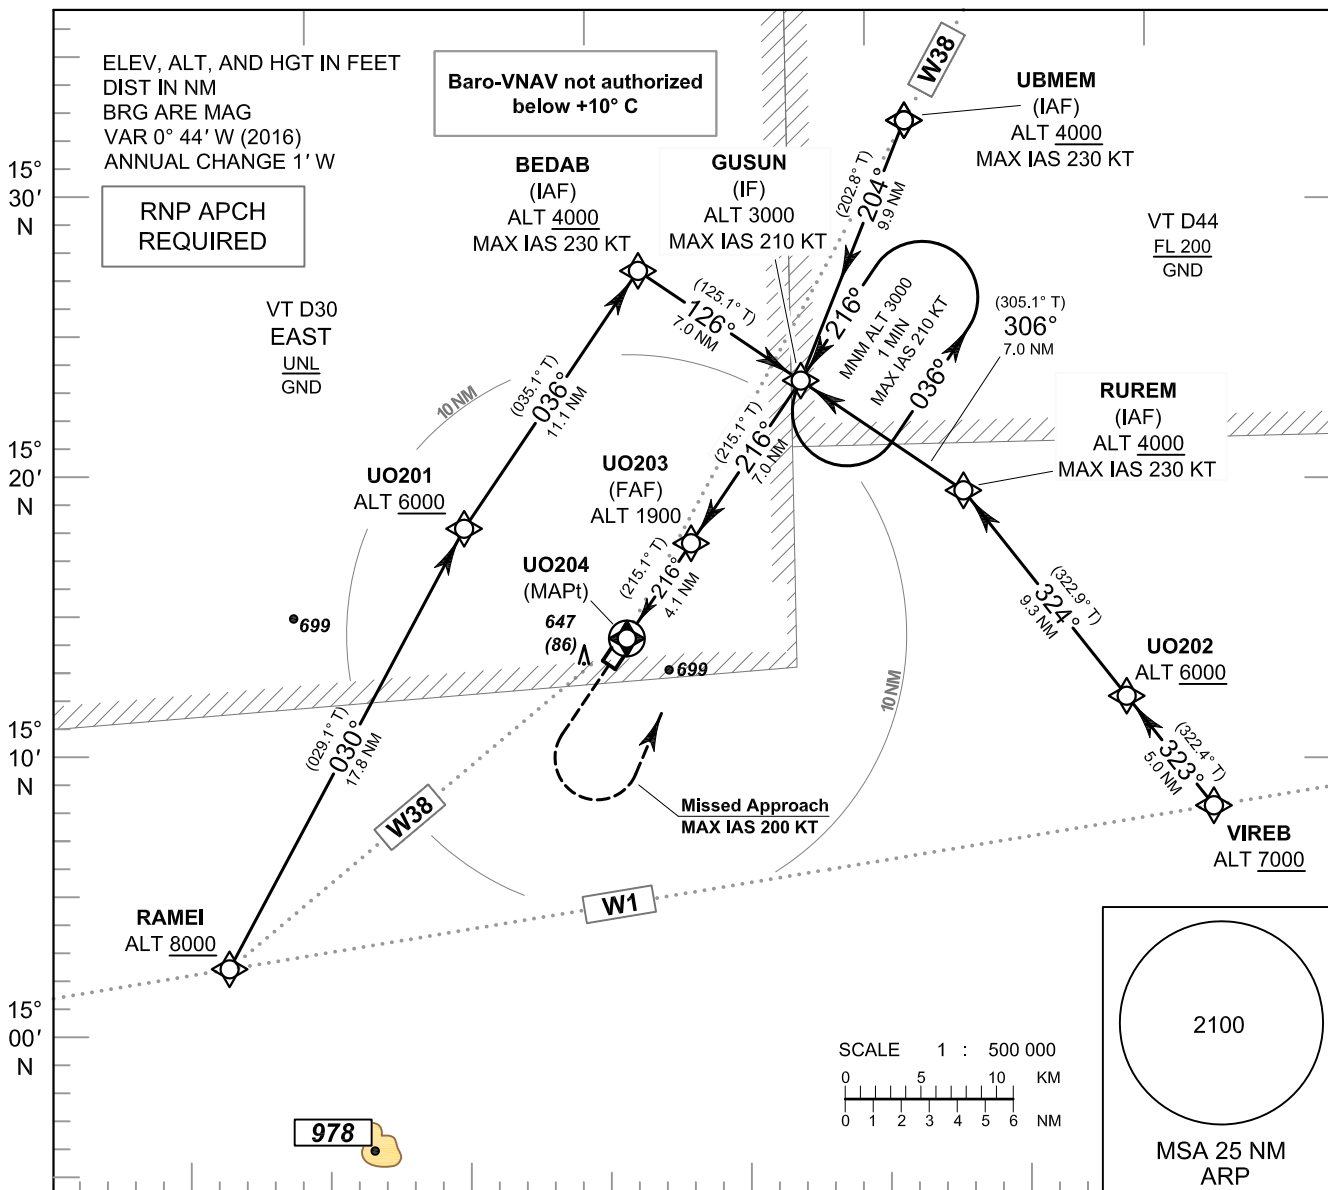 ELEV, ALT, AND HGT IN FEET
DIST IN NM
BRG ARE MAG
VAR 0° 44′ W (2016)
ANNUAL CHANGE 1′ W
RNP APCH
REQUIRED
Baro-VNAV not authorized
below +10° C
W38
UBMEM
(IAF)
ALT 4000
MAX IAS 230 KT
BEDAB
(IAF)
ALT 4000
MAX IAS 230 KT
GUSUN
(IF)
ALT 3000
MAX IAS 210 KT
(202.8° T)
204°
9.9 NM
VT D44
FL 200
GND
15°
30′
N
VT D30
EAST
UNL
GND
(125.1° T)
126°
7.0 NM
216°
MNM ALT 3000
1 MIN
MAX IAS 210 KT
036°
(305.1° T)
306°
7.0 NM
10 NM
(035.1° T)
036°
11.1 NM
RUREM
(IAF)
ALT 4000
MAX IAS 230 KT
(215.1° T)
216°
7.0 NM
15°
20′
N
UO201
ALT 6000
UO203
(FAF)
ALT 1900
(215.1° T)
216°
4.1 NM
UO204
(MAPt)
647
(86)
699
699
(322.9° T)
324°
9.3 NM
UO202
ALT 6000
10 NM
(029.1° T)
030°
17.8 NM
(322.4° T)
323°
5.0 NM
15°
10′
N
W38
Missed Approach
MAX IAS 200 KT
VIREB
ALT 7000
W1
RAMEI
ALT 8000
15°
00′
N
2100
MSA 25 NM
ARP
SCALE 1 : 500 000
0 5 10 KM
0 1 2 3 4 5 6 NM
978